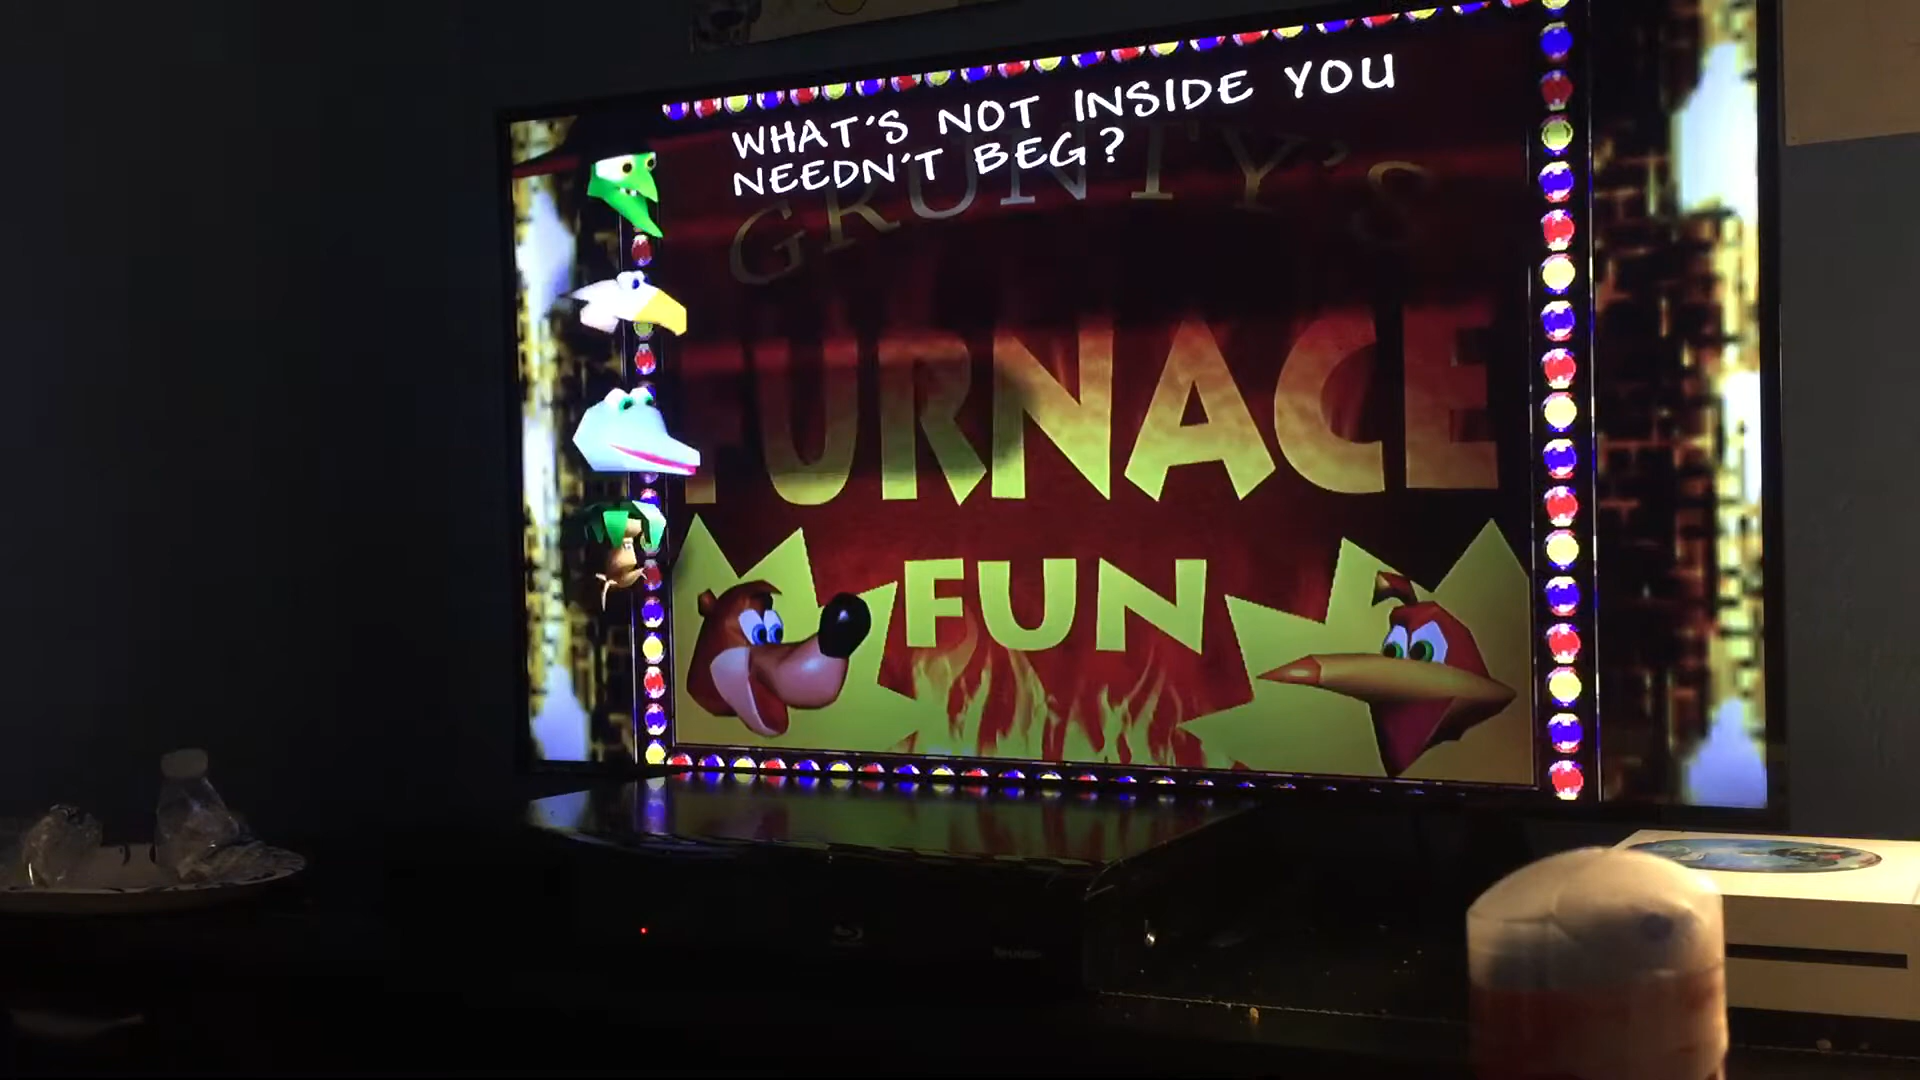 WHAT'S NOT INSIDE YOU
NEEDN'T BEG?
GRUNTY'S
FURNACE
FUN